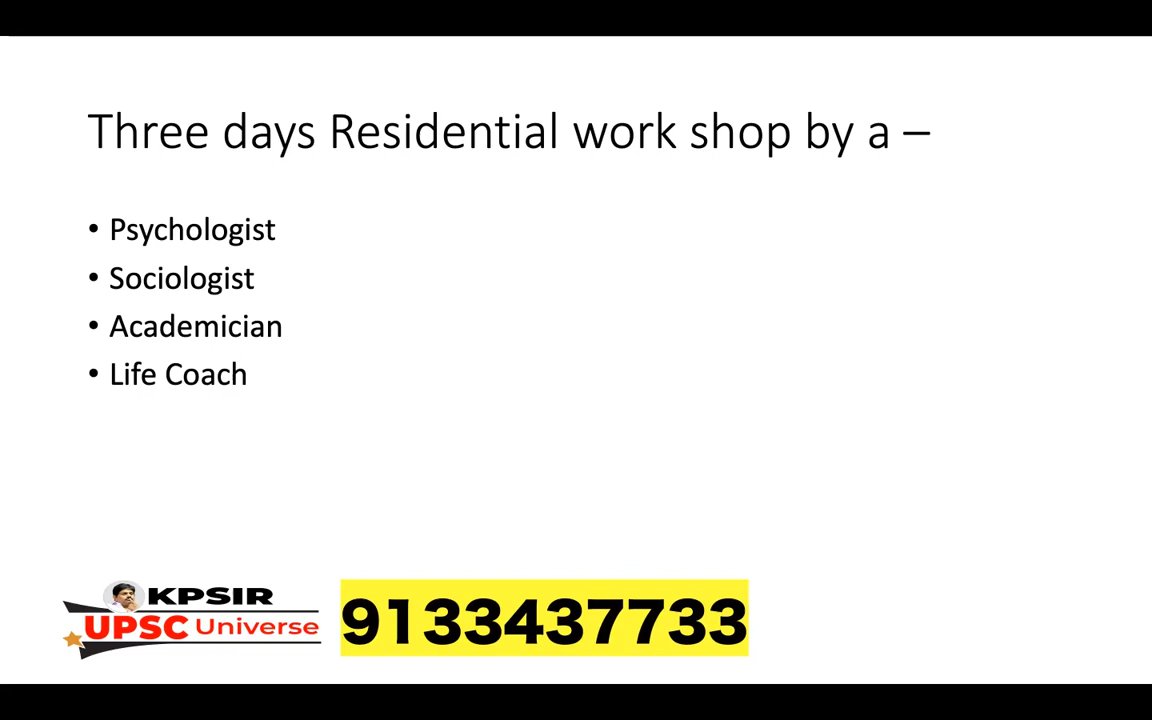 Three days Residential work shop by a –
• Psychologist
• Sociologist
• Academician
• Life Coach
KPSIR
UPSC Universe
9133437733